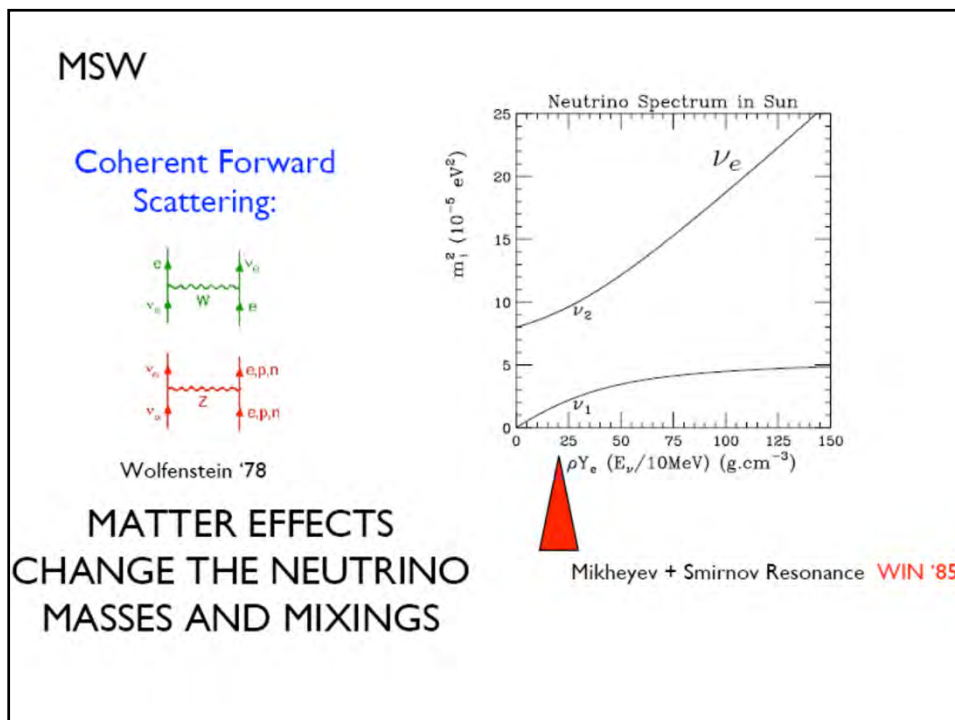 MSW
Coherent Forward
Scattering:
e
νe
W
νe
e
να
e,p,n
Z
να
e,p,n
Wolfenstein '78
MATTER EFFECTS
CHANGE THE NEUTRINO
MASSES AND MIXINGS
Neutrino Spectrum in Sun
m²i (10⁻⁵ eV²)
25
20
15
10
5
0
νe
ν2
ν1
0
25
50
75
100
125
150
ρYe (Eν/10MeV) (g.cm⁻³)
Mikheyev + Smirnov Resonance WIN '85